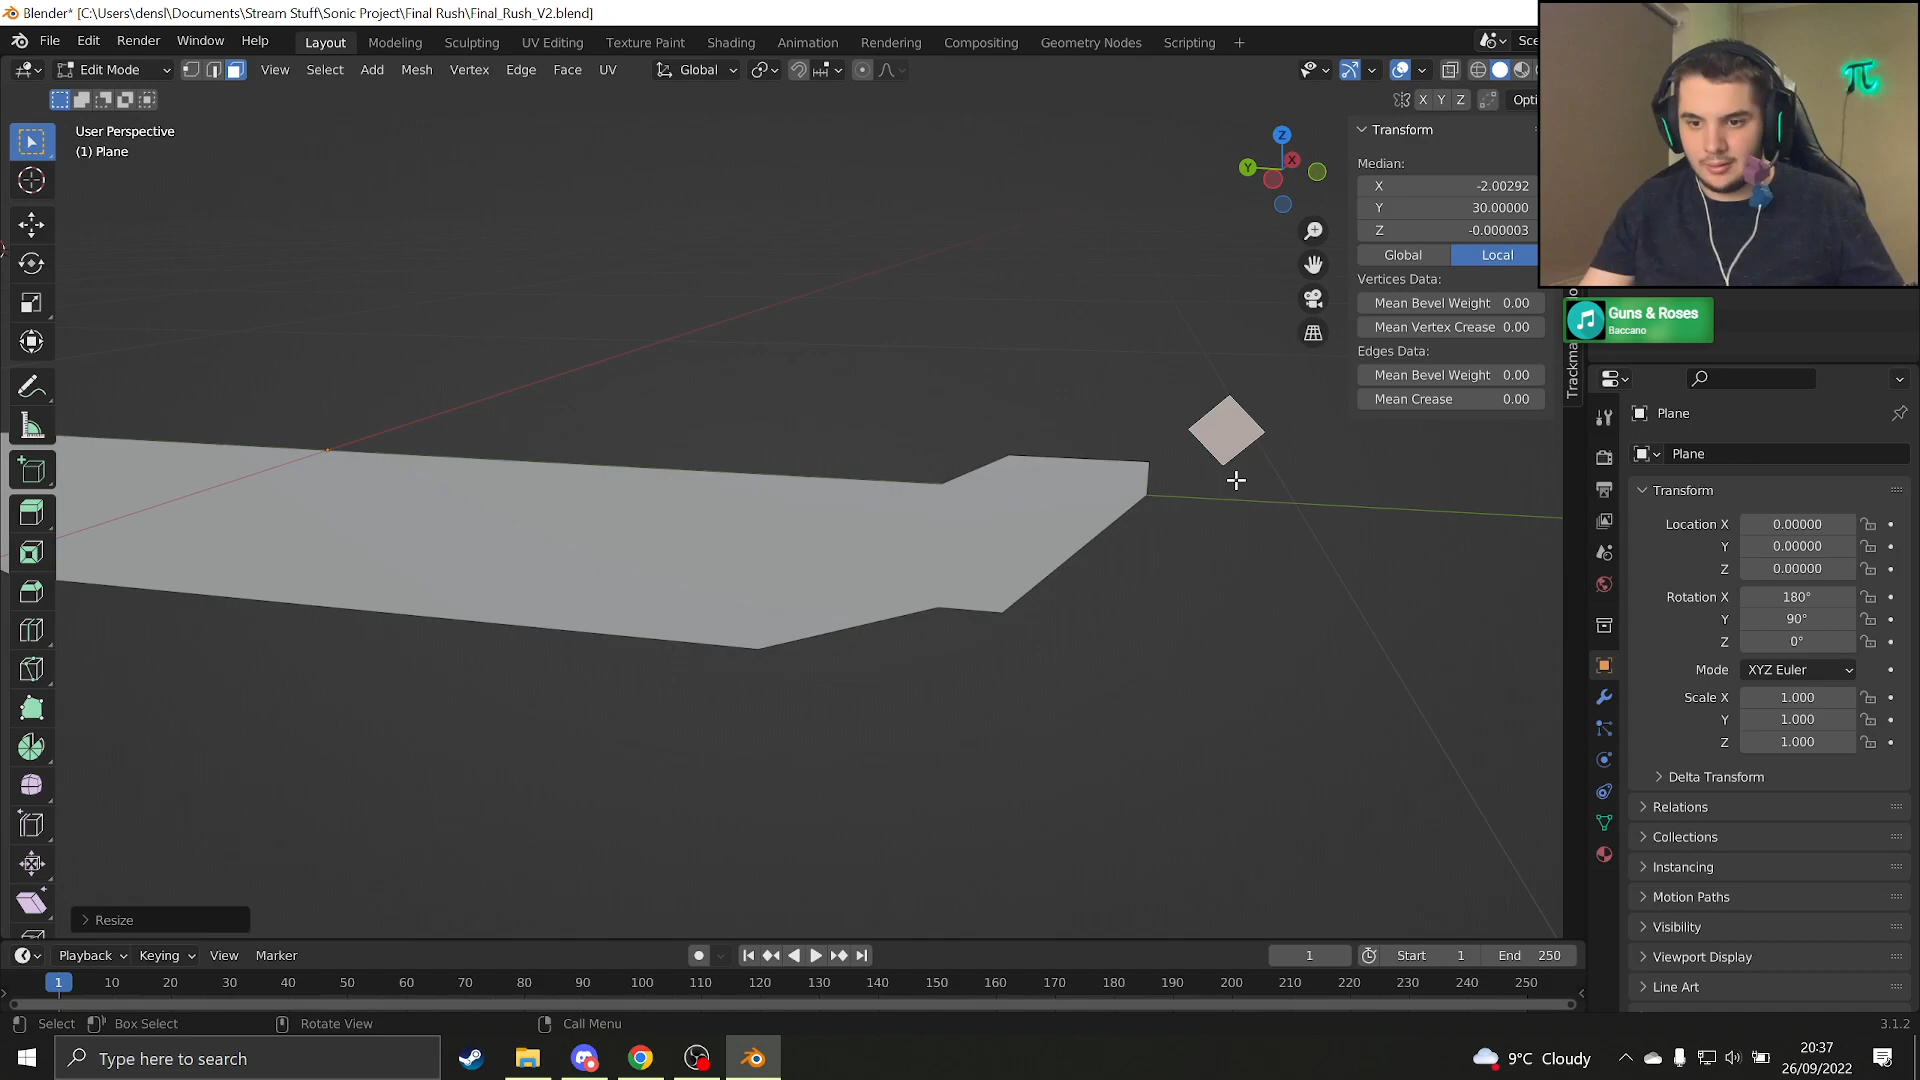 Blender* [C:\Users\densl\Documents\Stream Stuff\Sonic Project\Final Rush\Final_Rush_V2.blend]
File Edit Render Window Help Layout Modeling Sculpting UV Editing Texture Paint Shading Animation Rendering Compositing Geometry Nodes Scripting + Sce
Edit Mode View Select Add Mesh Vertex Edge Face UV Global
X Y Z Opti
User Perspective
(1) Plane
Z
Y
X
Transform
Median:
X -2.00292
Y 30.00000
Z -0.000003
Global Local
Vertices Data:
Mean Bevel Weight 0.00
Mean Vertex Crease 0.00
Edges Data:
Mean Bevel Weight 0.00
Mean Crease 0.00
Guns & Roses
Baccano
Trackma
π
Plane
Plane
Transform
Location X 0.00000
Y 0.00000
Z 0.00000
Rotation X 180°
Y 90°
Z 0°
Mode XYZ Euler
Scale X 1.000
Y 1.000
Z 1.000
Delta Transform
Relations
Collections
Instancing
Motion Paths
Visibility
Viewport Display
Line Art
Resize
Playback Keying View Marker 1 Start 1 End 250
1 10 20 30 40 50 60 70 80 90 100 110 120 130 140 150 160 170 180 190 200 210 220 230 240 250
Select Box Select Rotate View Call Menu 3.1.2
Type here to search
9°C Cloudy
20:37
26/09/2022